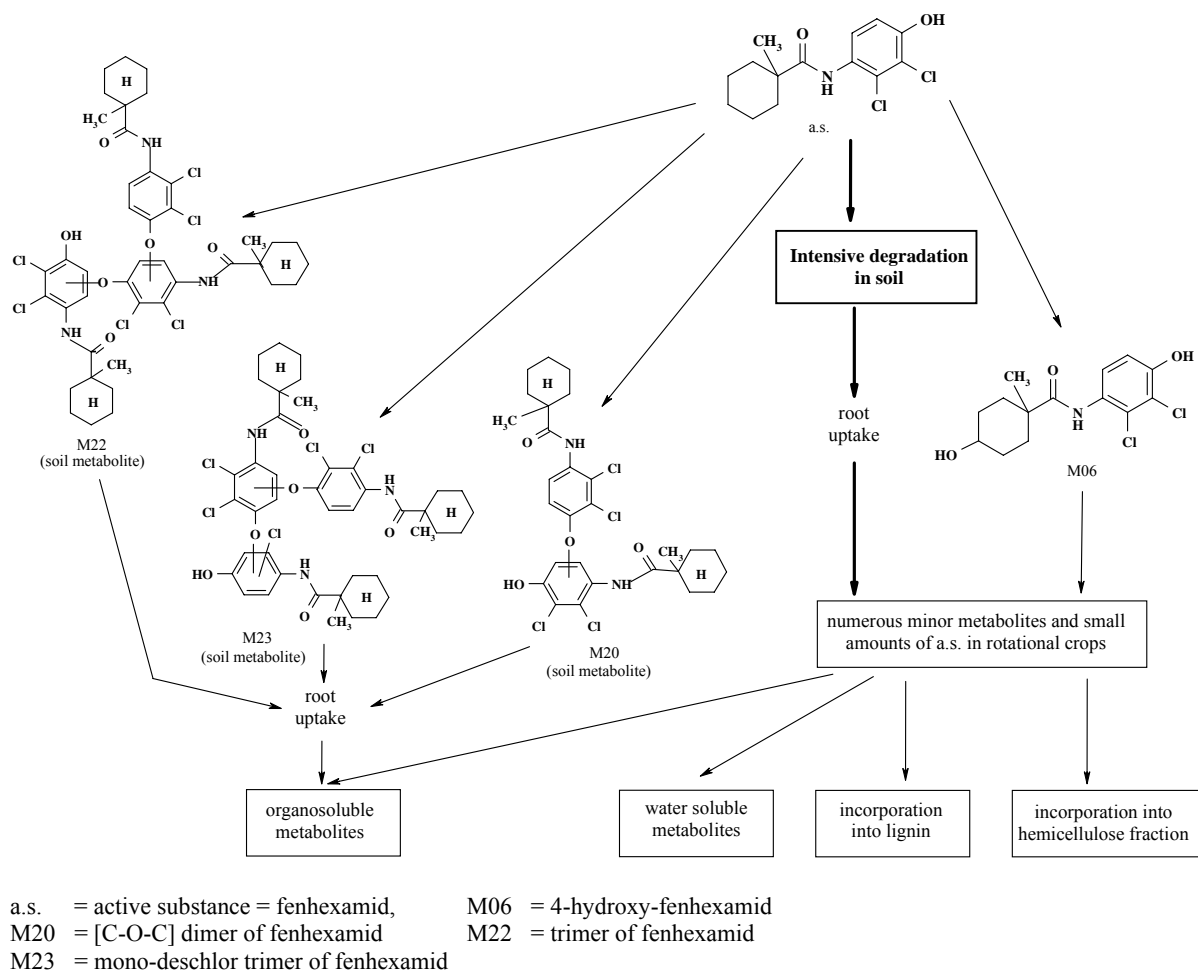 CH₃
O
N
H
OH
Cl
Cl
a.s.
H
H₃C
O
NH
Cl
Cl
O
OH
Cl
Cl
O
Cl
Cl
NH
O
CH₃
H
NH
O
CH₃
H
M22
(soil metabolite)
H
CH₃
O
NH
Cl
Cl
O
Cl
Cl
N
H
O
CH₃
H
O
Cl
HO
H
N
O
CH₃
H
M23
(soil metabolite)
H
H₃C
O
NH
Cl
Cl
O
HO
Cl
Cl
NH
O
CH₃
H
M20
(soil metabolite)
Intensive degradation
in soil
root
uptake
CH₃
O
N
H
OH
Cl
Cl
HO
M06
root
uptake
numerous minor metabolites and small
amounts of a.s. in rotational crops
organosoluble
metabolites
water soluble
metabolites
incorporation
into lignin
incorporation into
hemicellulose fraction
a.s. = active substance = fenhexamid, M06 = 4-hydroxy-fenhexamid
M20 = [C-O-C] dimer of fenhexamid M22 = trimer of fenhexamid
M23 = mono-deschlor trimer of fenhexamid